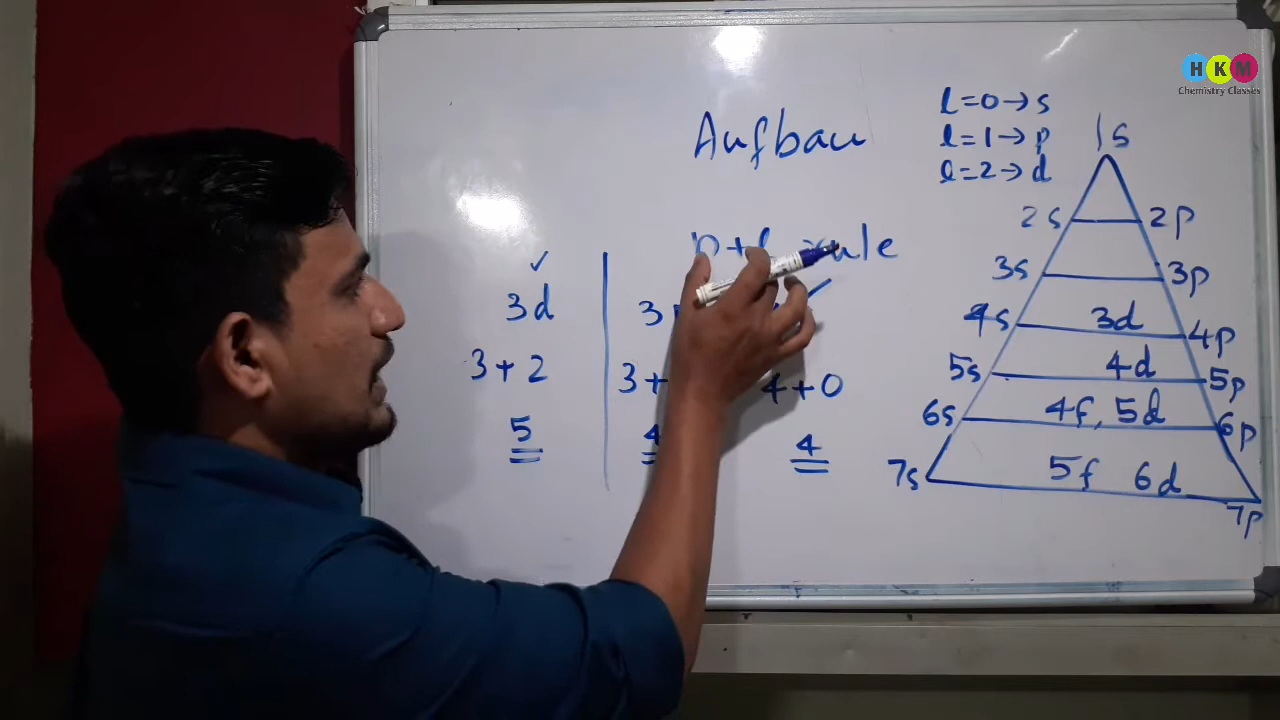 HKM
Chemistry Classes
Aufbau
l=0→s
l=1→p
l=2→d
n+l rule
✓
3d
3+2
5
3
3+
4
4+0
4
1s
2s 2p
3s 3p
4s 3d 4p
5s 4d 5p
6s 4f, 5d 6p
7s 5f 6d 7p